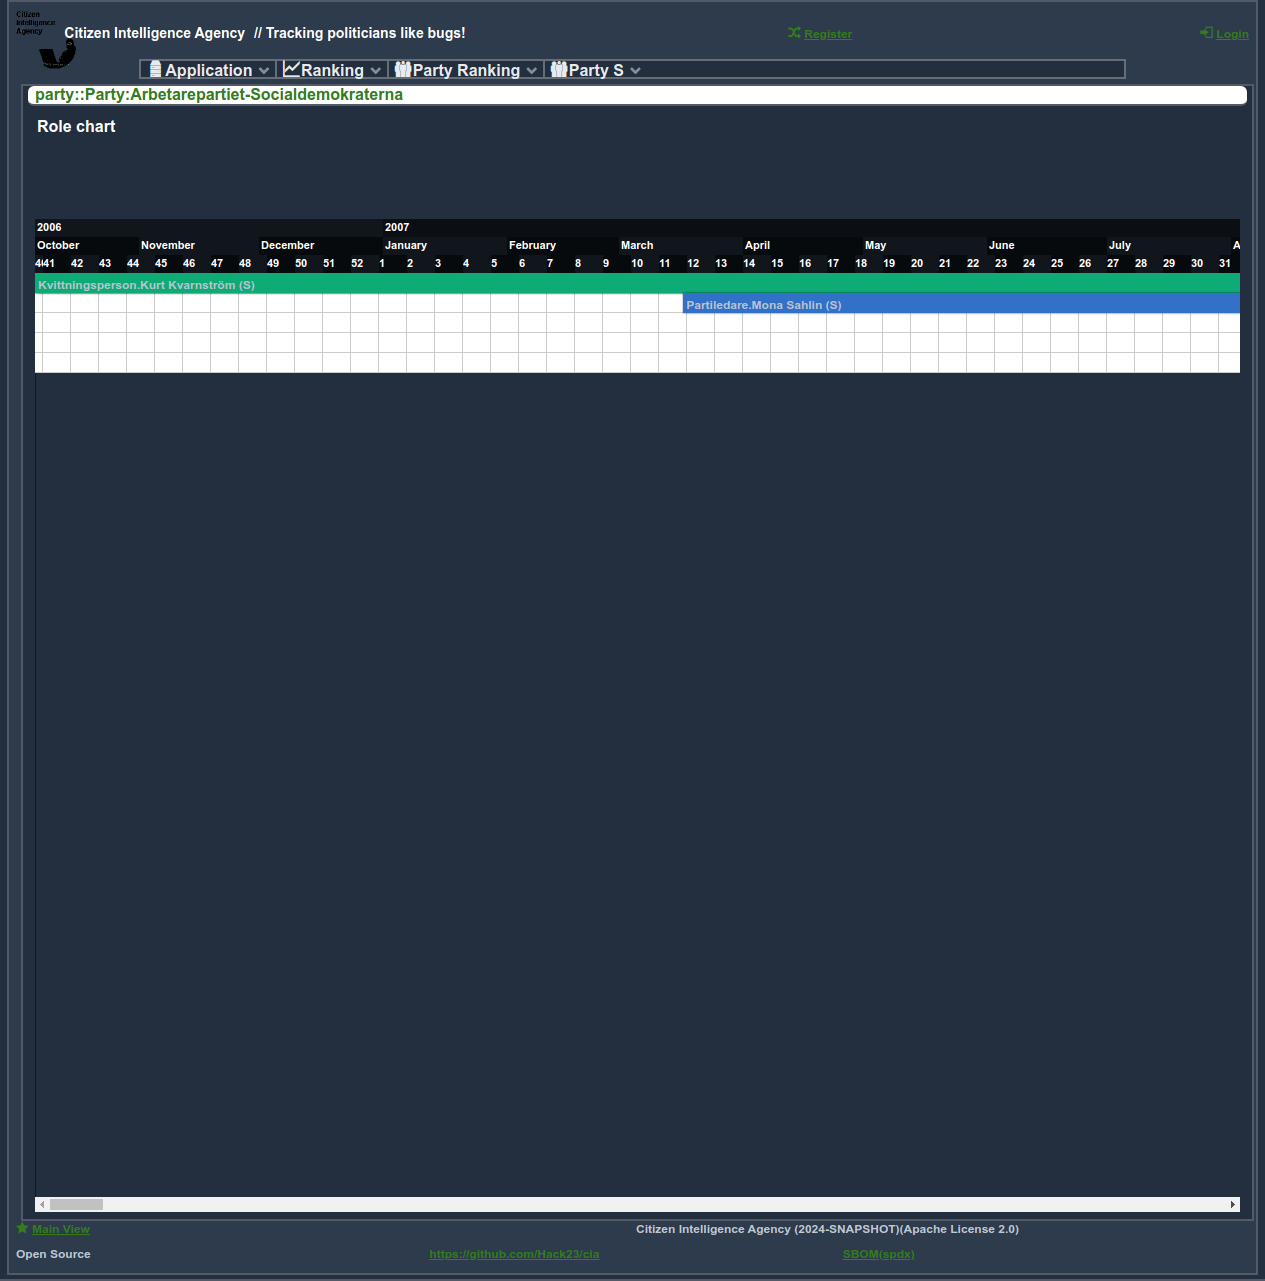 Citizen
Intelligence
Agency
Citizen Intelligence Agency // Tracking politicians like bugs!
Register
Login
Application
Ranking
Party Ranking
Party S
party::Party:Arbetarepartiet-Socialdemokraterna
Role chart
2006 2007
October November December January February March April May June July A
41 42 43 44 45 46 47 48 49 50 51 52 1 2 3 4 5 6 7 8 9 10 11 12 13 14 15 16 17 18 19 20 21 22 23 24 25 26 27 28 29 30 31
Kvittningsperson.Kurt Kvarnström (S)
Partiledare.Mona Sahlin (S)
Main View
Citizen Intelligence Agency (2024-SNAPSHOT)(Apache License 2.0)
Open Source
https://github.com/Hack23/cia
SBOM(spdx)